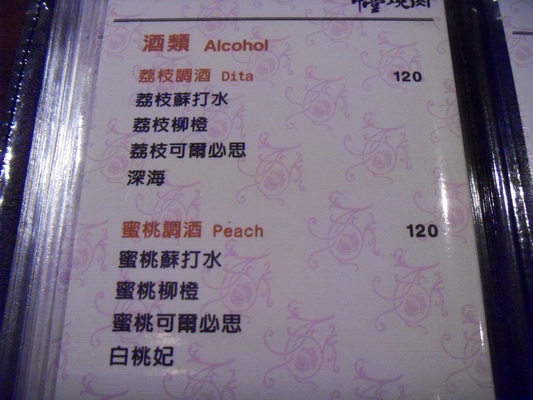 酒類 Alcohol
荔枝調酒 Dita 120
荔枝蘇打水
荔枝柳橙
荔枝可爾必思
深海
蜜桃調酒 Peach 120
蜜桃蘇打水
蜜桃柳橙
蜜桃可爾必思
白桃妃